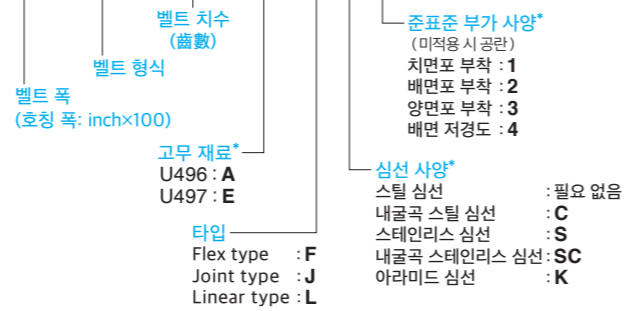 벨트 치수
(齒數)
벨트 형식
벨트 폭
(호칭 폭: inch×100)
고무 재료*
U496 : A
U497 : E
타입
Flex type : F
Joint type : J
Linear type : L
준표준 부가 사양*
(미적용 시 공란)
치면포 부착 : 1
배면포 부착 : 2
양면포 부착 : 3
배면 저경도 : 4
심선 사양*
스틸 심선 : 필요 없음
내굴곡 스틸 심선 : C
스테인리스 심선 : S
내굴곡 스테인리스 심선 : SC
아라미드 심선 : K